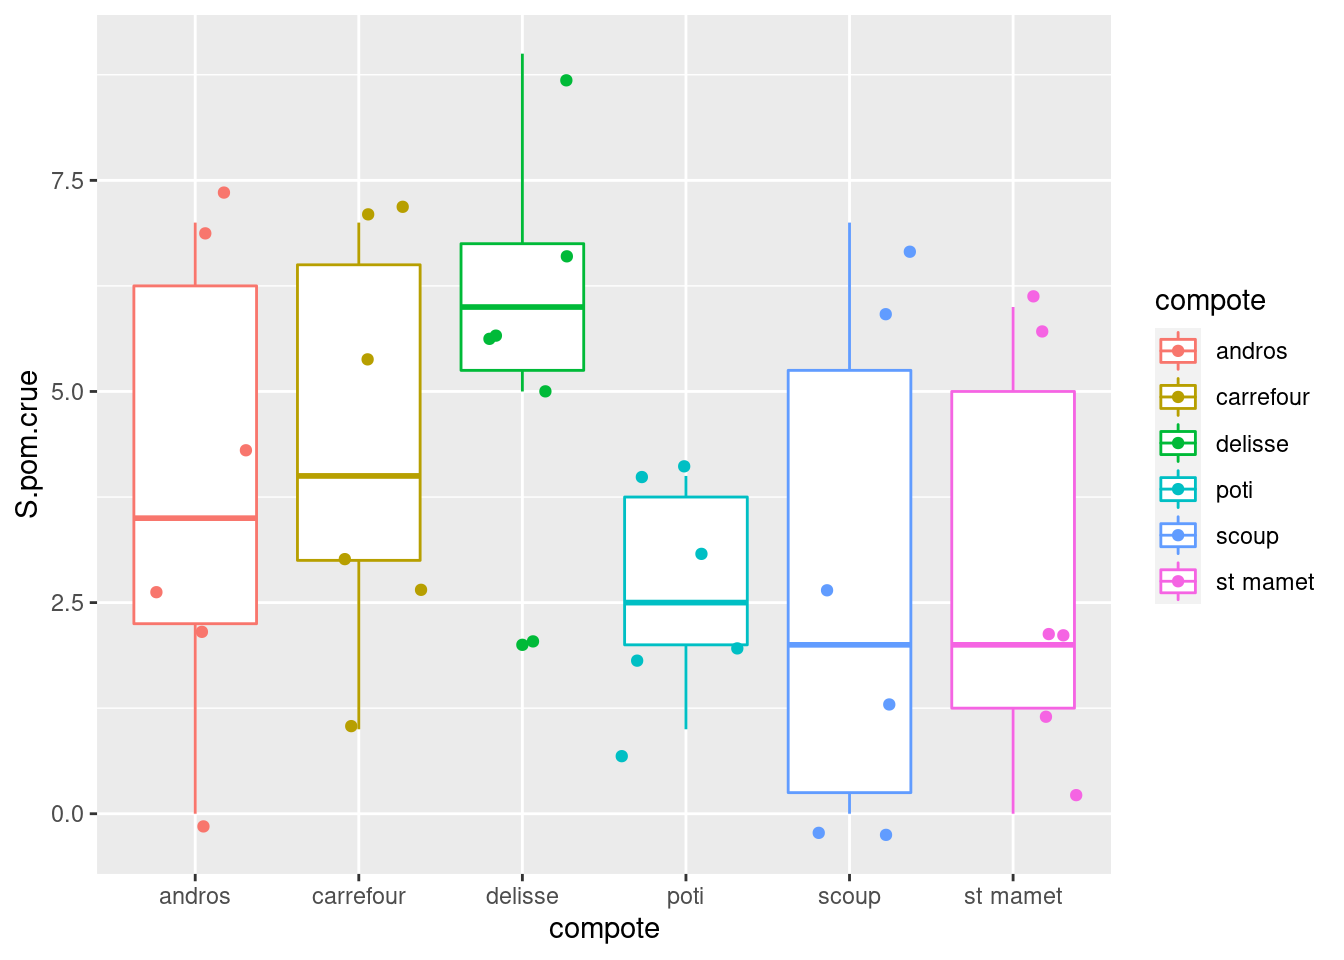 S.pom.crue
7.5
5.0
2.5
0.0
andros carrefour delisse poti scoup st mamet
compote
compote
andros
carrefour
delisse
poti
scoup
st mamet